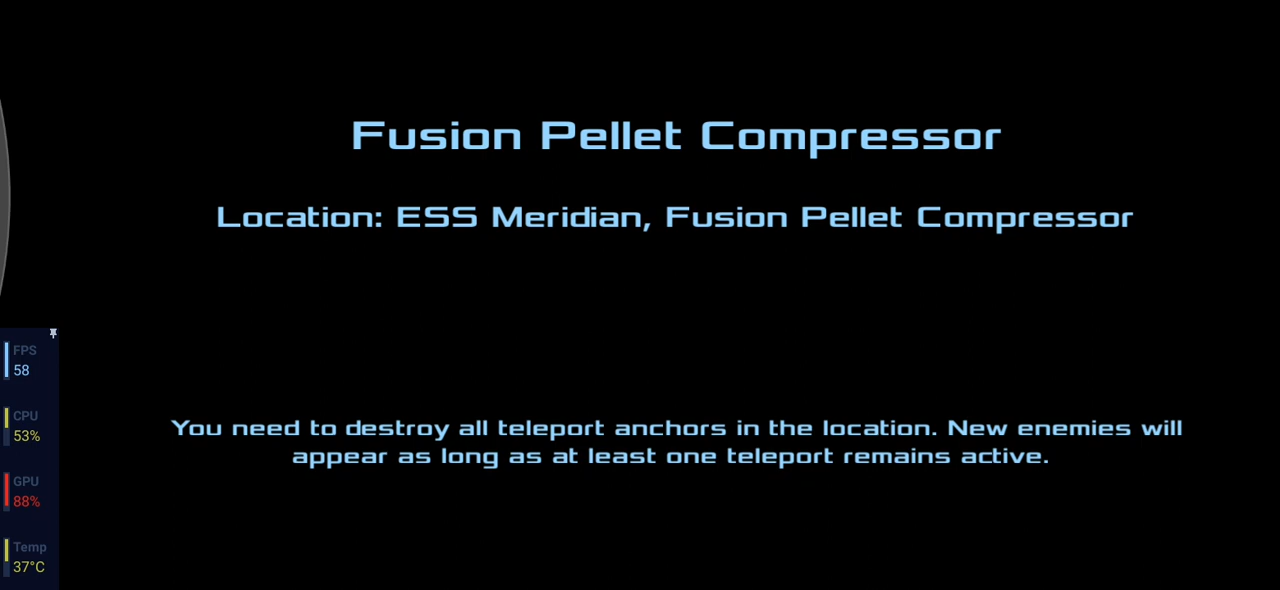 Fusion Pellet Compressor
Location: ESS Meridian, Fusion Pellet Compressor
FPS
58
CPU
53%
GPU
88%
Temp
37°C
You need to destroy all teleport anchors in the location. New enemies will
appear as long as at least one teleport remains active.